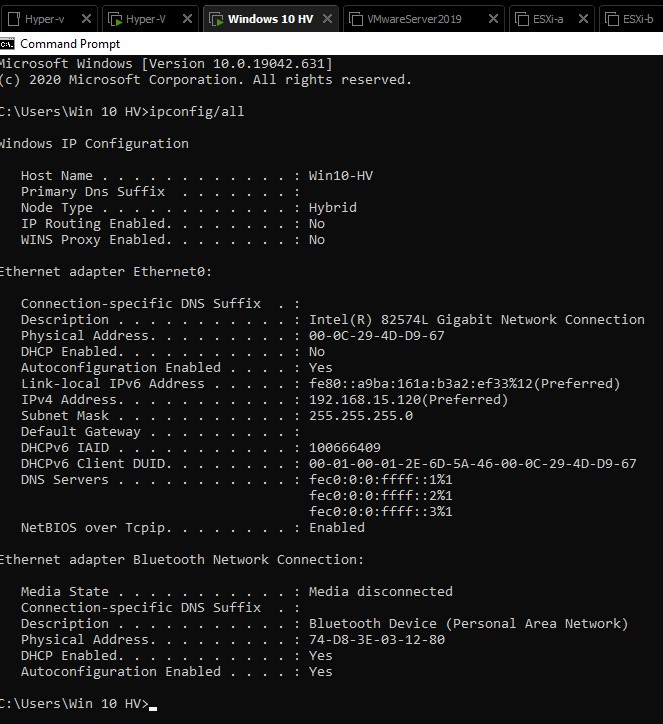 Hyper-v
Hyper-V
Windows 10 HV
VMwareServer2019
ESXi-a
ESXi-b
Command Prompt
Microsoft Windows [Version 10.0.19042.631]
(c) 2020 Microsoft Corporation. All rights reserved.
C:\Users\Win 10 HV>ipconfig/all
Windows IP Configuration
Host Name . . . . . . . . . . . . : Win10-HV
Primary Dns Suffix  . . . . . . . :
Node Type . . . . . . . . . . . . : Hybrid
IP Routing Enabled. . . . . . . . : No
WINS Proxy Enabled. . . . . . . . : No
Ethernet adapter Ethernet0:
Connection-specific DNS Suffix  . :
Description . . . . . . . . . . . : Intel(R) 82574L Gigabit Network Connection
Physical Address. . . . . . . . . : 00-0C-29-4D-D9-67
DHCP Enabled. . . . . . . . . . . : No
Autoconfiguration Enabled . . . . : Yes
Link-local IPv6 Address . . . . . : fe80::a9ba:161a:b3a2:ef33%12(Preferred)
IPv4 Address. . . . . . . . . . . : 192.168.15.120(Preferred)
Subnet Mask . . . . . . . . . . . : 255.255.255.0
Default Gateway . . . . . . . . . :
DHCPv6 IAID . . . . . . . . . . . : 100666409
DHCPv6 Client DUID. . . . . . . . : 00-01-00-01-2E-6D-5A-46-00-0C-29-4D-D9-67
DNS Servers . . . . . . . . . . . : fec0:0:0:ffff::1%1
fec0:0:0:ffff::2%1
fec0:0:0:ffff::3%1
NetBIOS over Tcpip. . . . . . . . : Enabled
Ethernet adapter Bluetooth Network Connection:
Media State . . . . . . . . . . . : Media disconnected
Connection-specific DNS Suffix  . :
Description . . . . . . . . . . . : Bluetooth Device (Personal Area Network)
Physical Address. . . . . . . . . : 74-D8-3E-03-12-80
DHCP Enabled. . . . . . . . . . . : Yes
Autoconfiguration Enabled . . . . : Yes
C:\Users\Win 10 HV>